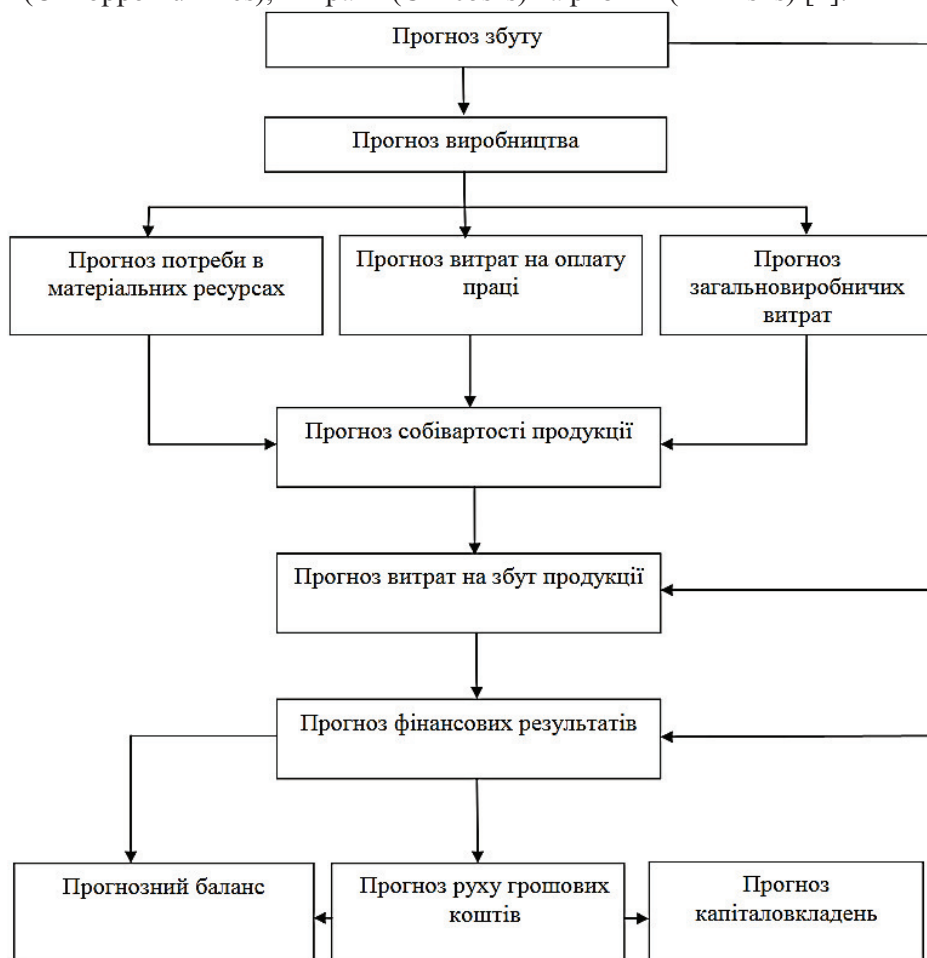 Прогноз збуту
Прогноз виробництва
Прогноз потреби в
матеріальних ресурсах
Прогноз витрат на оплату
праці
Прогноз
загальновиробничих
витрат
Прогноз собівартості продукції
Прогноз витрат на збут продукції
Прогноз фінансових результатів
Прогнозний баланс
Прогноз руху грошових
коштів
Прогноз
капіталовкладень